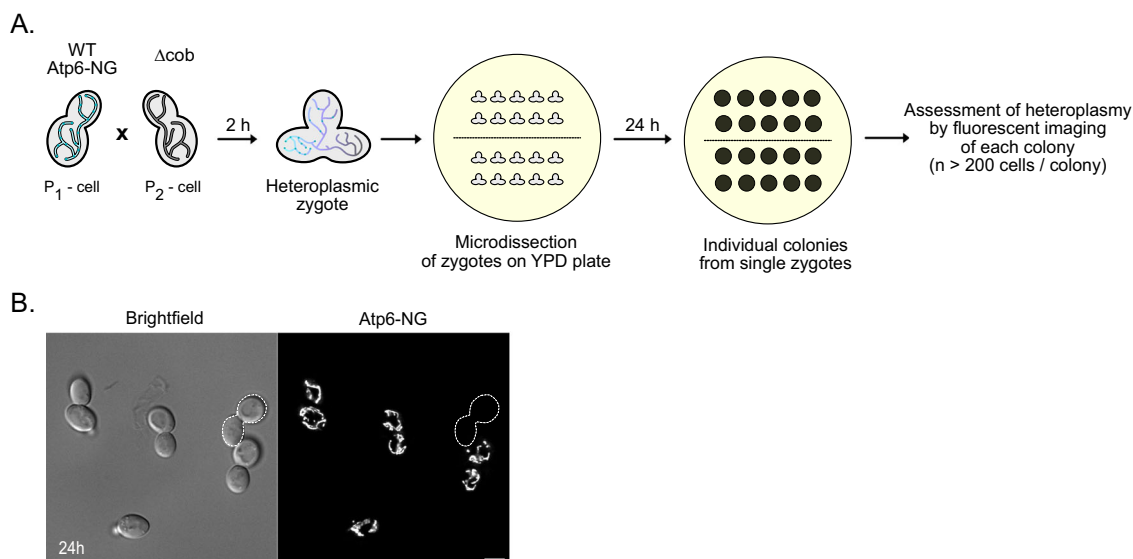 A.
WT
Atp6-NG
Δcob
x
2 h
24 h
P1 - cell
P2 - cell
Heteroplasmic
zygote
Microdissection
of zygotes on YPD plate
Individual colonies
from single zygotes
Assessment of heteroplasmy
by fluorescent imaging
of each colony
(n > 200 cells / colony)
B.
Brightfield
Atp6-NG
24h